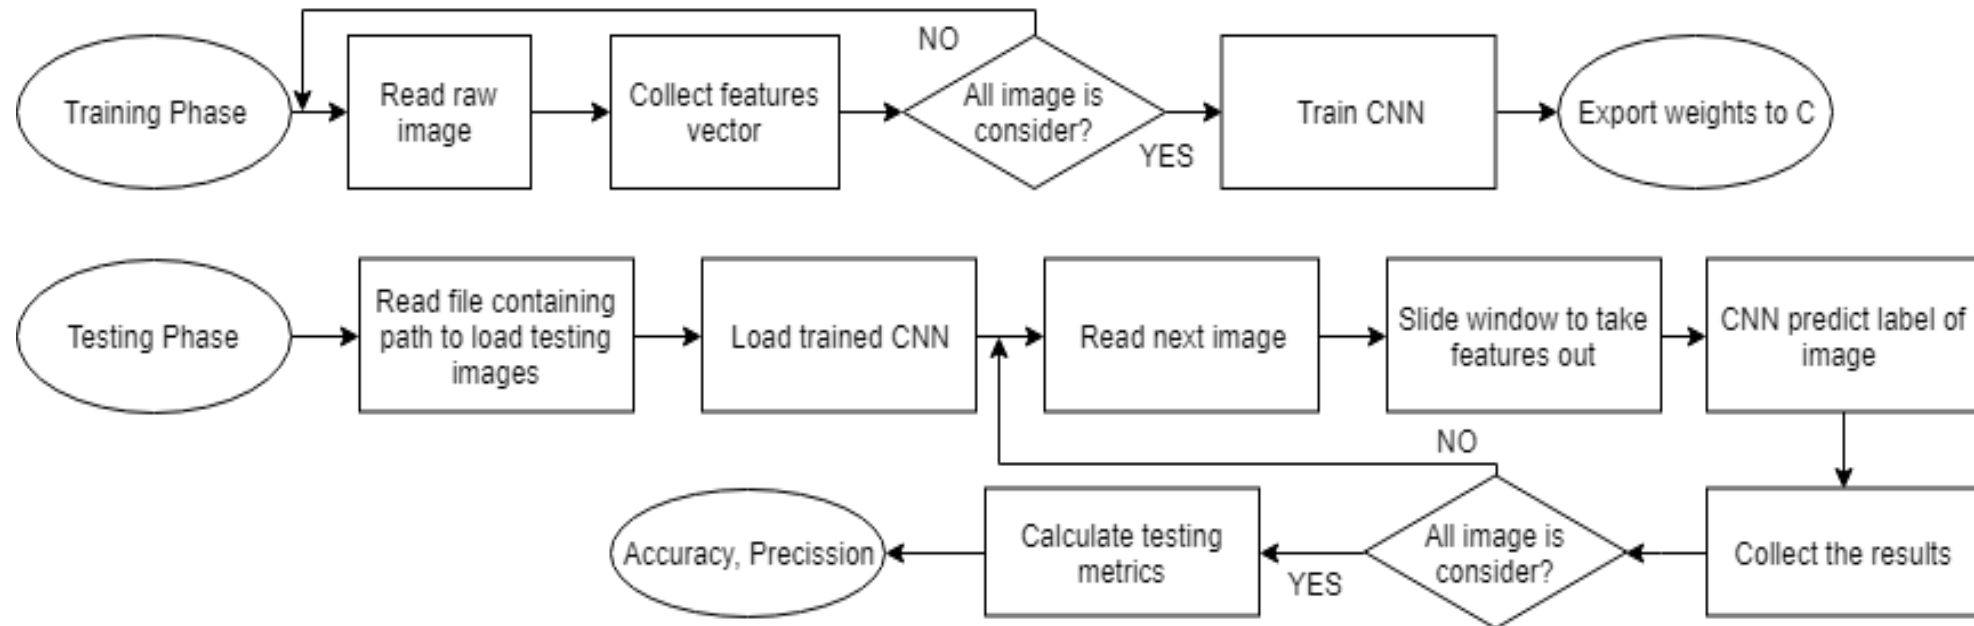 NO
Training Phase
Read raw
image
Collect features
vector
All image is
consider?
YES
Train CNN
Export weights to C
Testing Phase
Read file containing
path to load testing
images
Load trained CNN
Read next image
Slide window to take
features out
CNN predict label of
image
NO
Accuracy, Precission
Calculate testing
metrics
YES
All image is
consider?
Collect the results